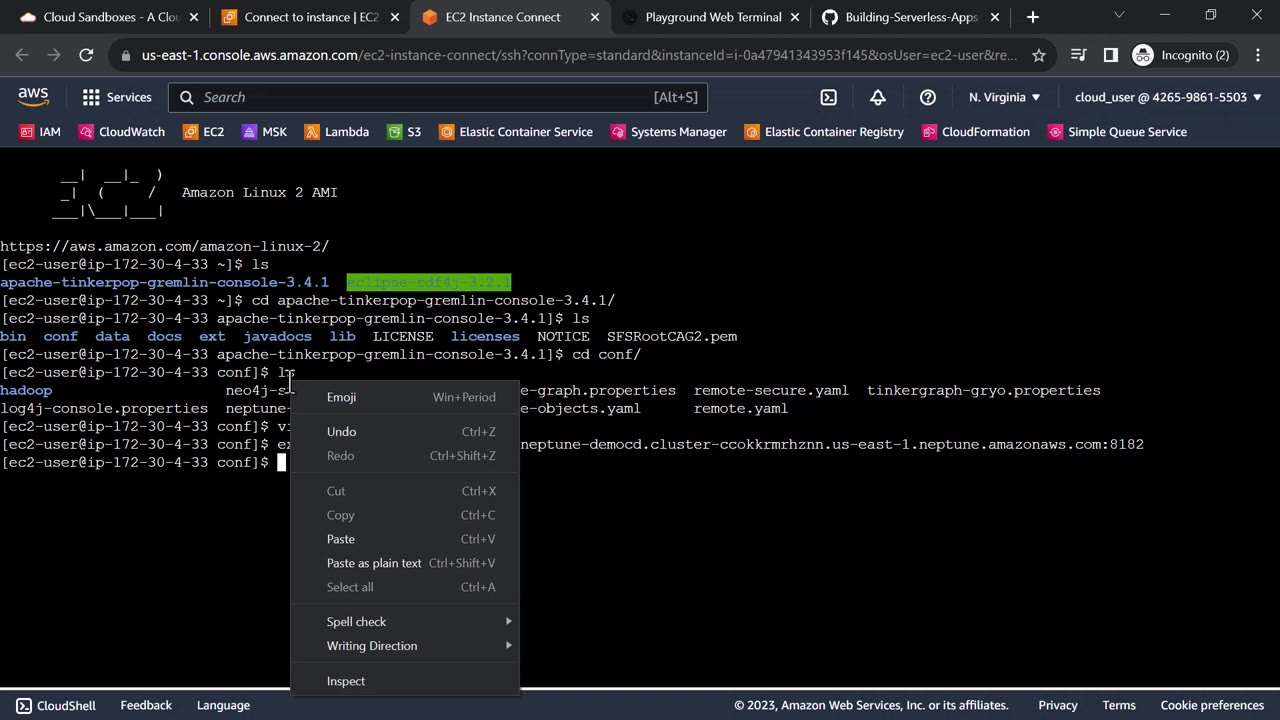 Cloud Sandboxes - A Clou
Connect to instance | EC2
EC2 Instance Connect
Playground Web Terminal
Building-Serverless-Apps-
us-east-1.console.aws.amazon.com/ec2-instance-connect/ssh?connType=standard&instanceId=i-0a47941343953f145&osUser=ec2-user&re...
Incognito (2)
aws
Services
Search
[Alt+S]
N. Virginia
cloud_user @ 4265-9861-5503
IAM
CloudWatch
EC2
MSK
Lambda
S3
Elastic Container Service
Systems Manager
Elastic Container Registry
CloudFormation
Simple Queue Service
__| __|_ )
_| ( / Amazon Linux 2 AMI
___|\___|___|
https://aws.amazon.com/amazon-linux-2/
[ec2-user@ip-172-30-4-33 ~]$ ls
apache-tinkerpop-gremlin-console-3.4.1 eclipse-rdf4j-3.2.1
[ec2-user@ip-172-30-4-33 ~]$ cd apache-tinkerpop-gremlin-console-3.4.1/
[ec2-user@ip-172-30-4-33 apache-tinkerpop-gremlin-console-3.4.1]$ ls
bin conf data docs ext javadocs lib LICENSE licenses NOTICE SFSRootCAG2.pem
[ec2-user@ip-172-30-4-33 apache-tinkerpop-gremlin-console-3.4.1]$ cd conf/
[ec2-user@ip-172-30-4-33 conf]$ ls
hadoop neo4j-s e-graph.properties remote-secure.yaml tinkergraph-gryo.properties
log4j-console.properties neptune- e-objects.yaml remote.yaml
[ec2-user@ip-172-30-4-33 conf]$ vi
[ec2-user@ip-172-30-4-33 conf]$ ex neptune-democd.cluster-ccokkrmrhznn.us-east-1.neptune.amazonaws.com:8182
[ec2-user@ip-172-30-4-33 conf]$
Emoji Win+Period
Undo Ctrl+Z
Redo Ctrl+Shift+Z
Cut Ctrl+X
Copy Ctrl+C
Paste Ctrl+V
Paste as plain text Ctrl+Shift+V
Select all Ctrl+A
Spell check
Writing Direction
Inspect
CloudShell
Feedback
Language
© 2023, Amazon Web Services, Inc. or its affiliates.
Privacy
Terms
Cookie preferences